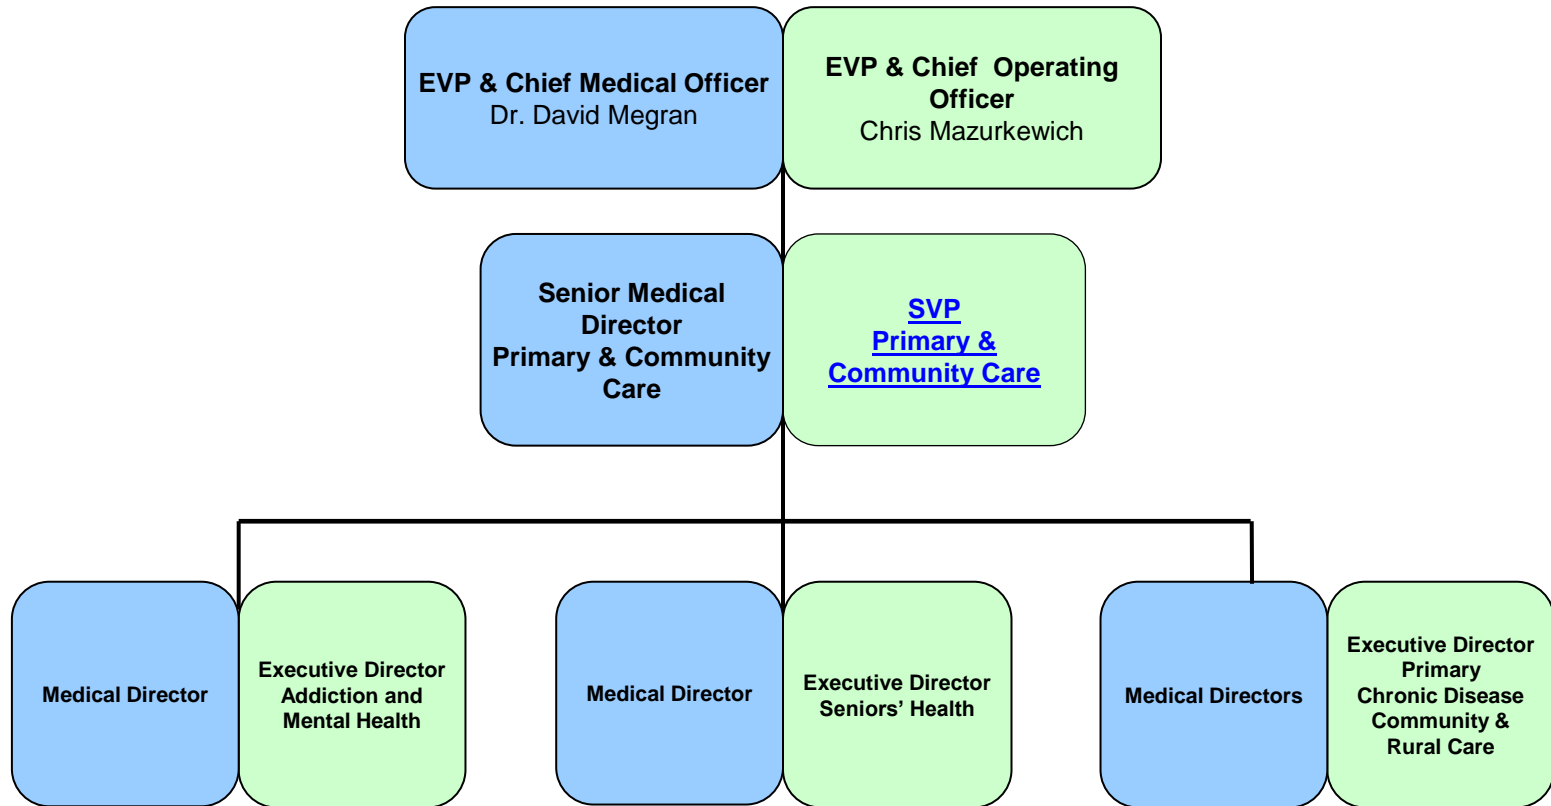 EVP & Chief Medical Officer
Dr. David Megran
EVP & Chief Operating
Officer
Chris Mazurkewich
Senior Medical
Director
Primary & Community
Care
SVP
Primary &
Community Care
Medical Director
Executive Director
Addiction and
Mental Health
Medical Director
Executive Director
Seniors’ Health
Medical Directors
Executive Director
Primary
Chronic Disease
Community &
Rural Care